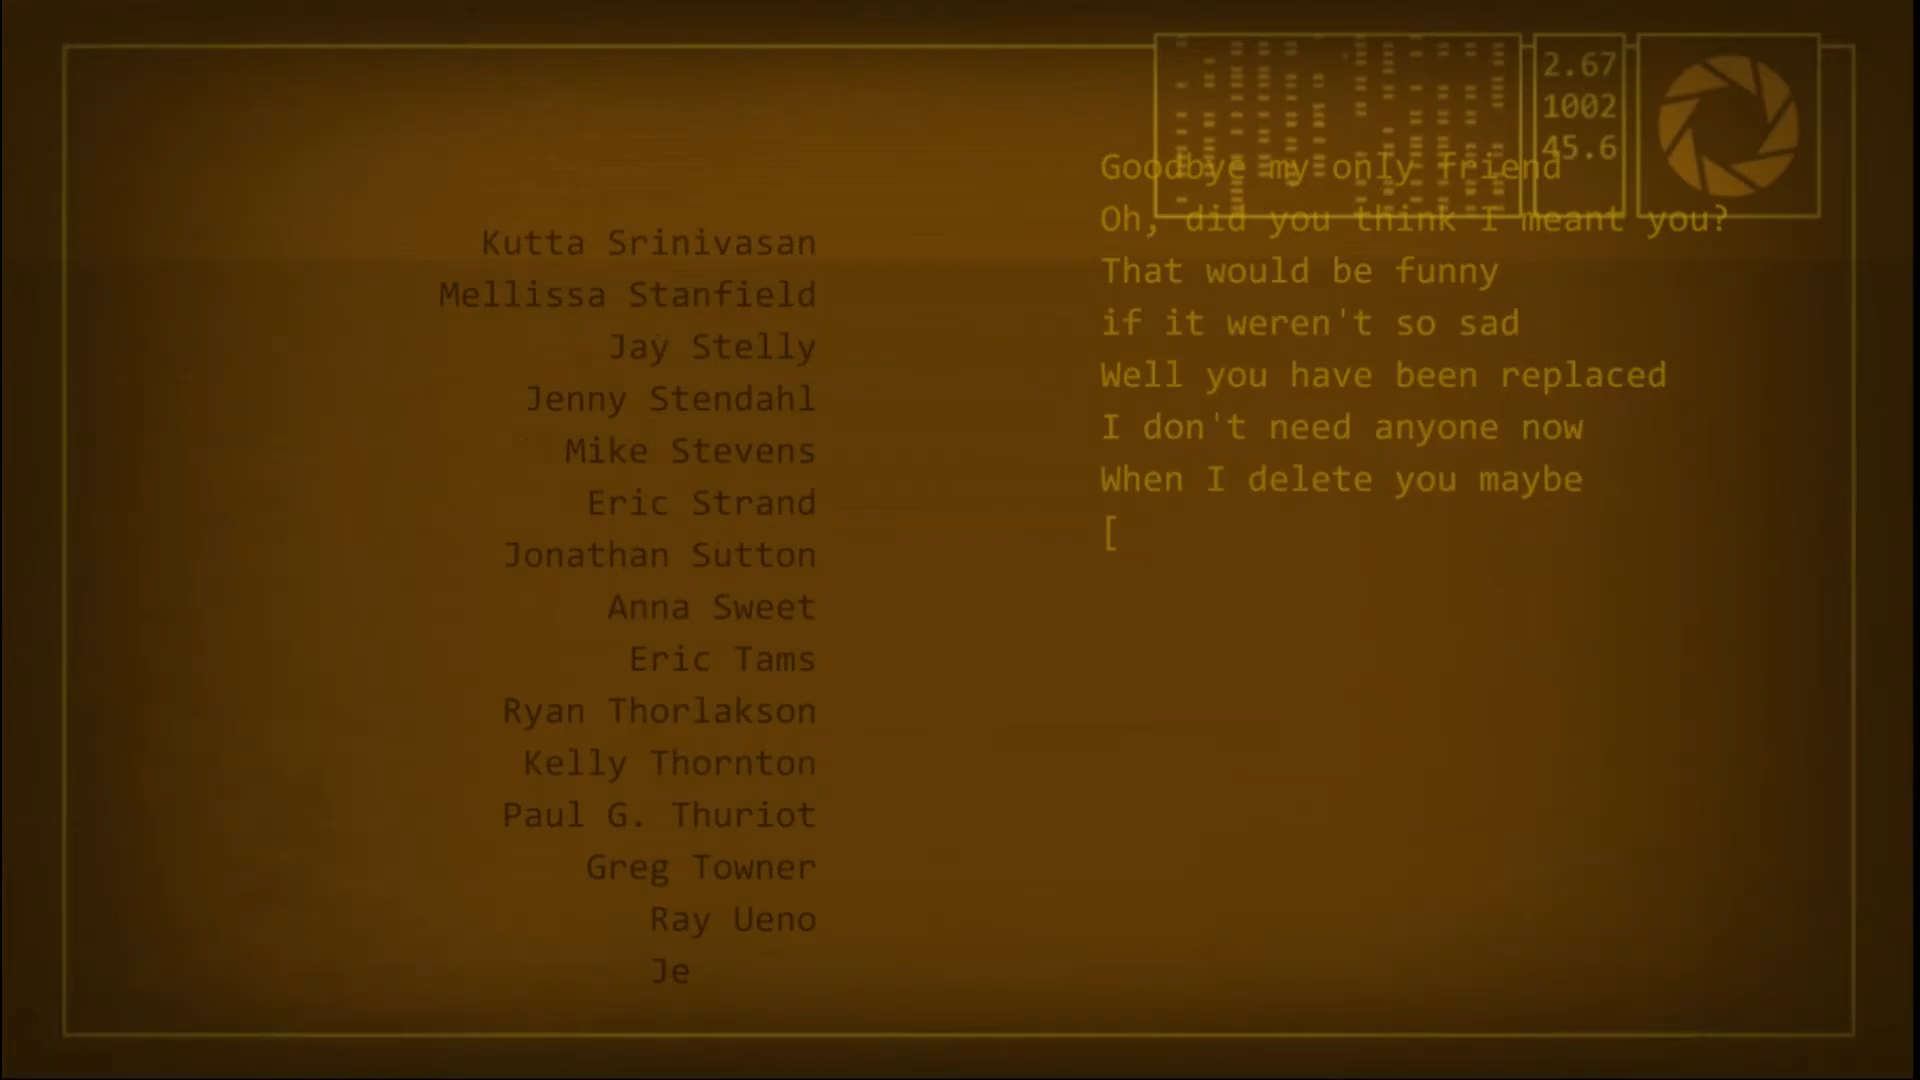 Kutta Srinivasan
Mellissa Stanfield
Jay Stelly
Jenny Stendahl
Mike Stevens
Eric Strand
Jonathan Sutton
Anna Sweet
Eric Tams
Ryan Thorlakson
Kelly Thornton
Paul G. Thuriot
Greg Towner
Ray Ueno
Je
2.67
1002
45.6
Goodbye my only friend
Oh, did you think I meant you?
That would be funny
if it weren't so sad
Well you have been replaced
I don't need anyone now
When I delete you maybe
[